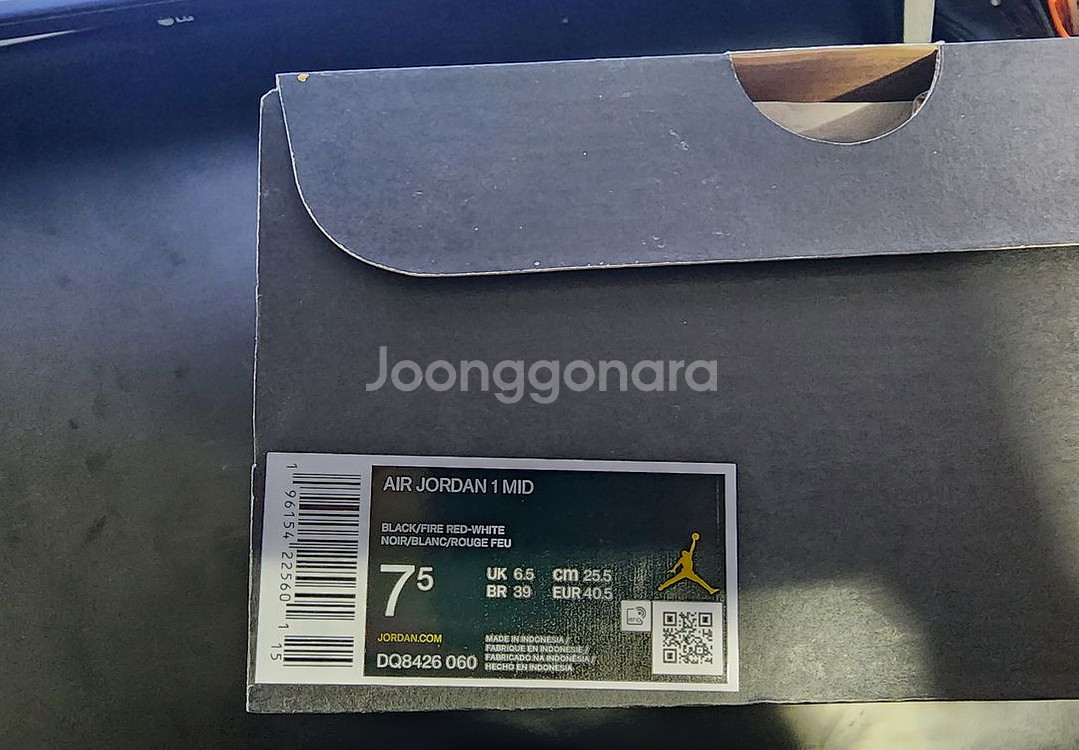 Joonggonara
AIR JORDAN 1 MID
BLACK/FIRE RED-WHITE
NOIR/BLANC/ROUGE FEU
7 5
UK 6.5 cm 25.5
BR 39 EUR 40.5
JORDAN.COM
DQ8426 060
MADE IN INDONESIA /
FABRIQUE EN INDONESIE /
FABRICADO NA INDONÉSIA /
HECHO EN INDONESIA
1 96154 22560 1 15